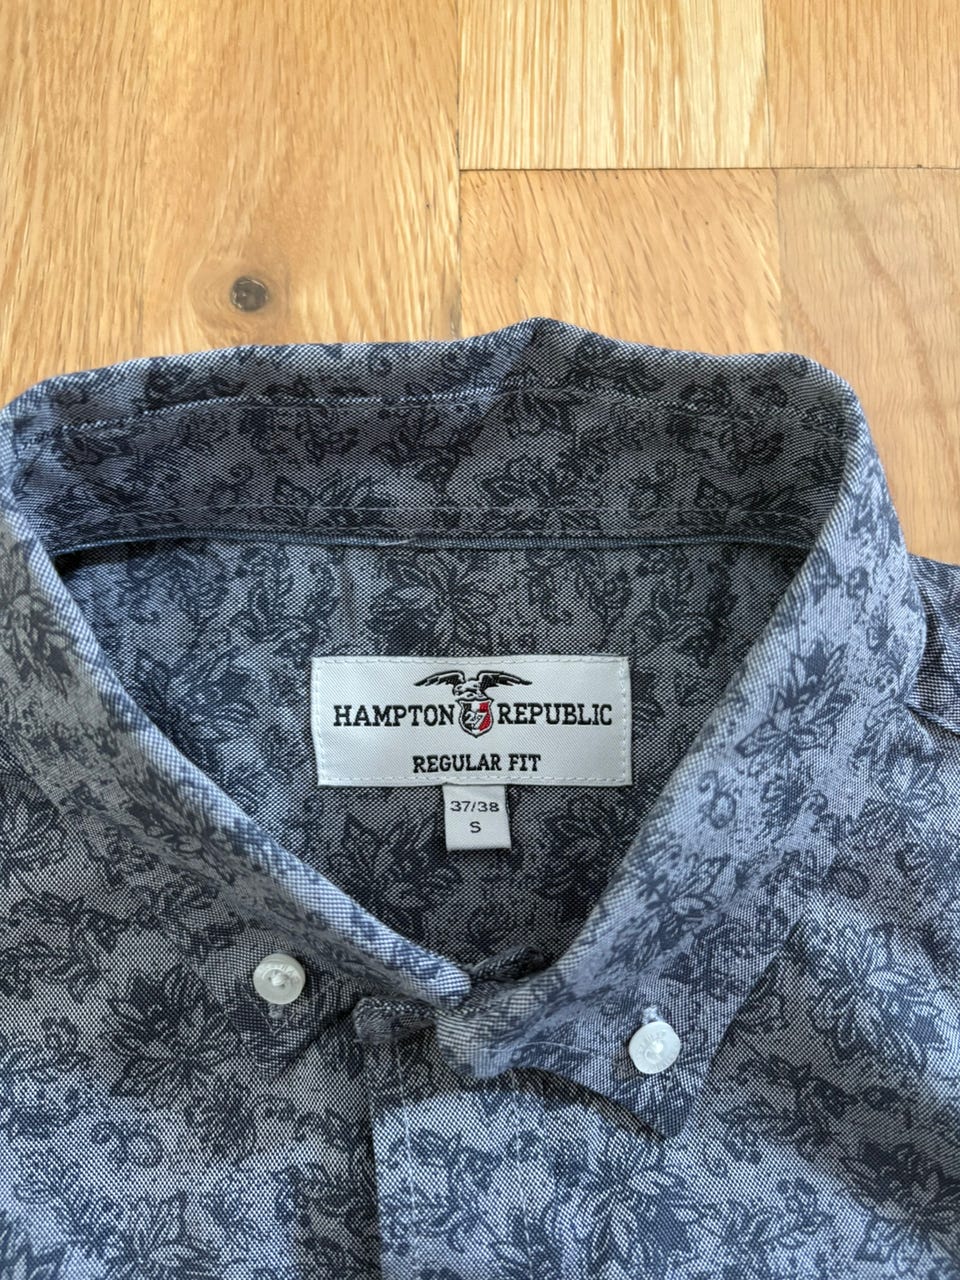 HAMPTON REPUBLIC
REGULAR FIT
37/38
S